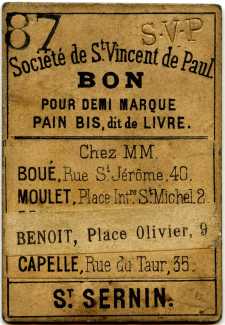 87 S.V.P
Société de St Vincent de Paul.
BON
POUR DEMI MARQUE
PAIN BIS, dit de LIVRE.
Chez MM.
BOUÉ, Rue St Jérôme, 40.
MOULET, Place Intre St Michel. 2
BENOIT, Place Olivier, 9
CAPELLE, Rue du Taur, 35.
St SERNIN.